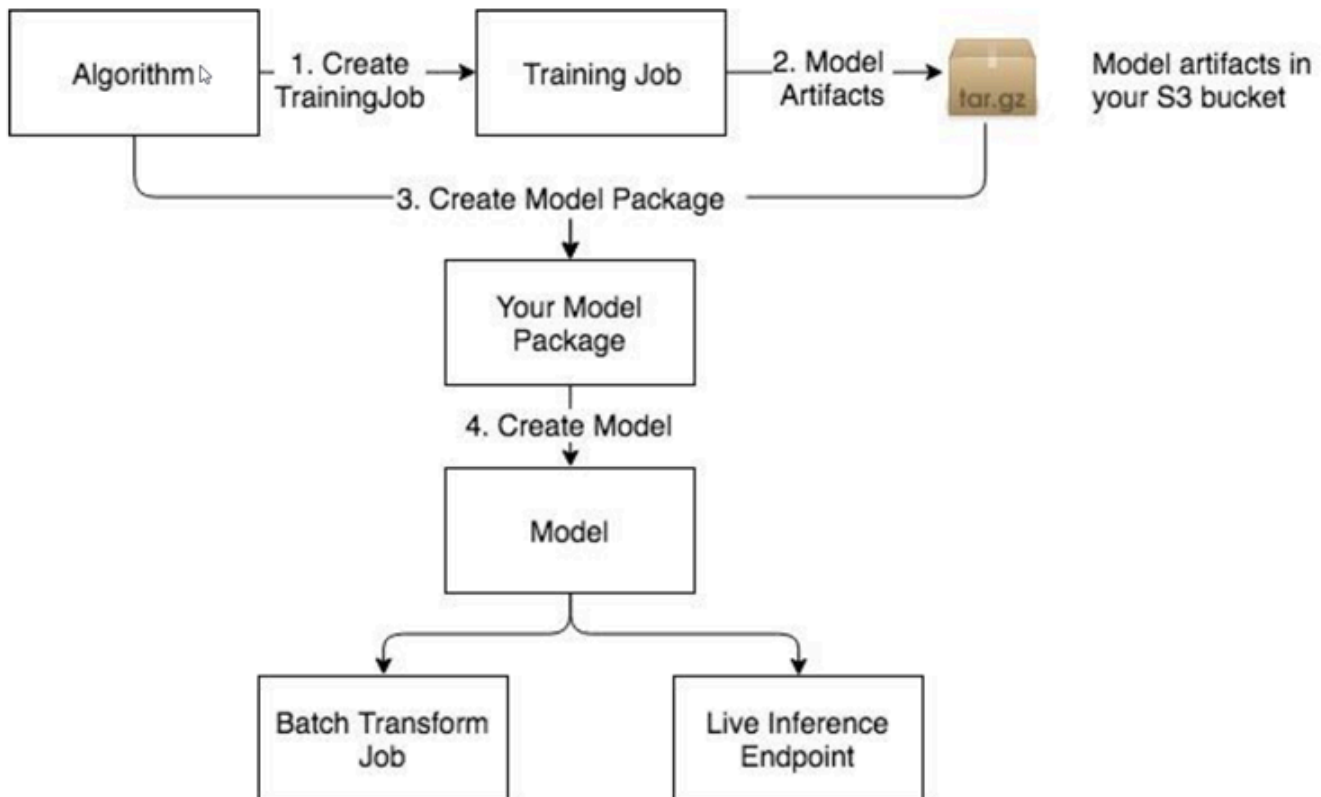 Algorithm
1. Create
TrainingJob
Training Job
2. Model
Artifacts
tar.gz
Model artifacts in
your S3 bucket
3. Create Model Package
Your Model
Package
4. Create Model
Model
Batch Transform
Job
Live Inference
Endpoint